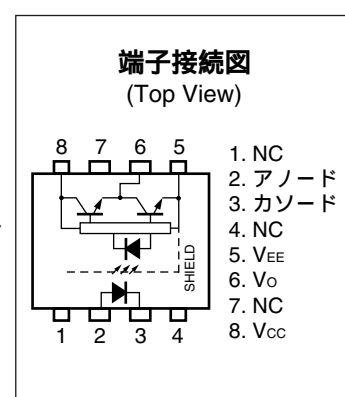 端子接続図
(Top View)
8 7 6 5
SHIELD
1 2 3 4
1. NC
2. アノード
3. カソード
4. NC
5. VEE
6. VO
7. NC
8. VCC